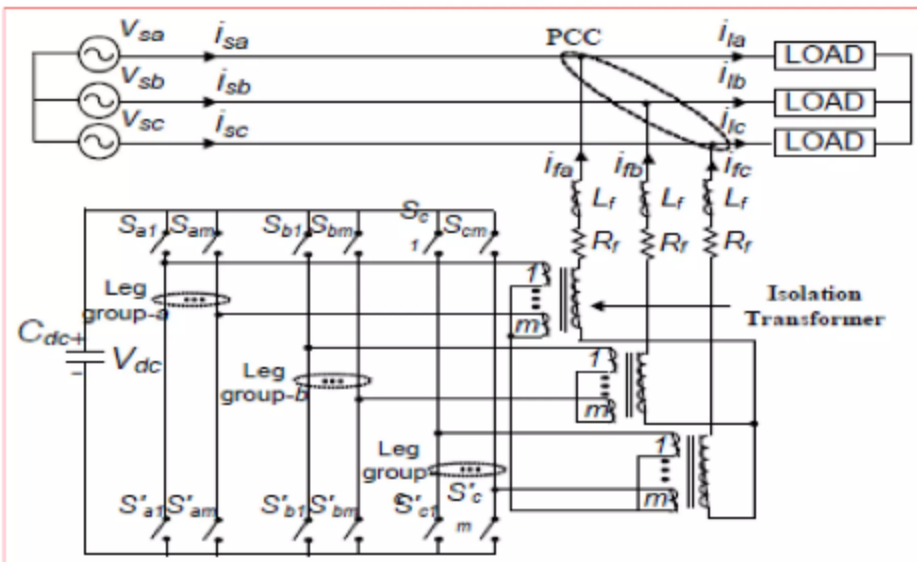 Vsa
isa
PCC
ila
LOAD
Vsb
isb
ilb
LOAD
Vsc
isc
ilc
LOAD
ifa
ifb
ifc
Lf
Lf
Lf
Rf
Rf
Rf
Sa1
Sam
Sb1
Sbm
Sc
1
Scm
Leg
group-a
1
m
Isolation
Transformer
Cdc
+
Vdc
-
Leg
group-b
1
m
Leg
group-
c
1
m
S'a1
S'am
S'b1
S'bm
S'c1
S'c
m